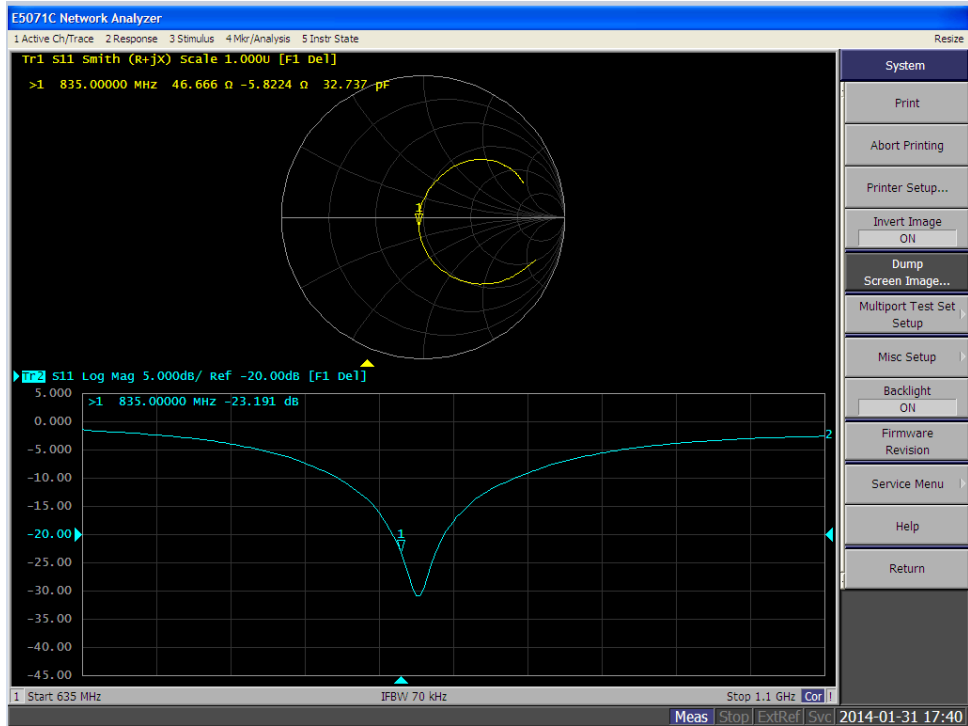 E5071C Network Analyzer
1 Active Ch/Trace 2 Response 3 Stimulus 4 Mkr/Analysis 5 Instr State Resize
Tr1 S11 Smith (R+jX) Scale 1.000U [F1 Del]
>1 835.00000 MHz 46.666 Ω -5.8224 Ω 32.737 pF
1
Tr2 S11 Log Mag 5.000dB/ Ref -20.00dB [F1 Del]
>1 835.00000 MHz -23.191 dB
5.000
0.000
-5.000
-10.00
-15.00
-20.00
-25.00
-30.00
-35.00
-40.00
-45.00
1
2
1 Start 635 MHz IFBW 70 kHz Stop 1.1 GHz Cor !
System
Print
Abort Printing
Printer Setup...
Invert Image
ON
Dump
Screen Image...
Multiport Test Set
Setup
Misc Setup
Backlight
ON
Firmware
Revision
Service Menu
Help
Return
Meas Stop ExtRef Svc 2014-01-31 17:40